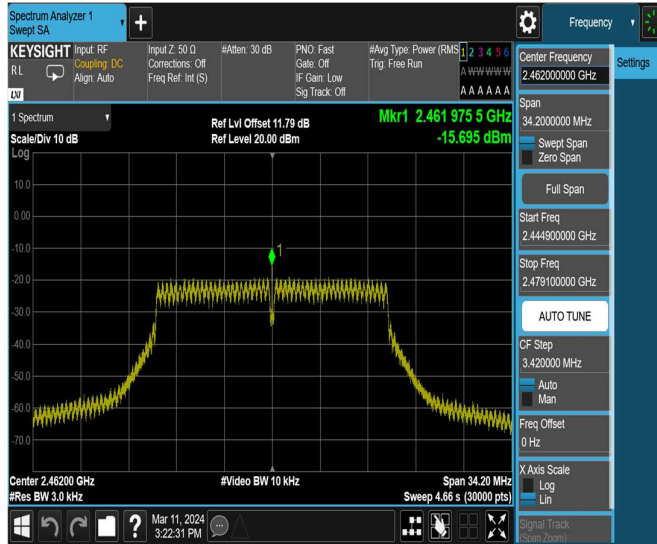 Spectrum Analyzer 1
Swept SA
Frequency
KEYSIGHT Input: RF Input Z: 50 Ω #Atten: 30 dB PNO: Fast #Avg Type: Power (RMS 1 2 3 4 5 6
RL Coupling: DC Corrections: Off Gate: Off Trig: Free Run A W W W W W
Align: Auto Freq Ref: Int (S) IF Gain: Low
LXI Sig Track: Off A A A A A A
1 Spectrum
Ref Lvl Offset 11.79 dB Mkr1 2.461 975 5 GHz
Scale/Div 10 dB Ref Level 20.00 dBm -15.695 dBm
Log
10.0
0.00
-10.0
-20.0
-30.0
-40.0
-50.0
-60.0
-70.0
1
Center 2.46200 GHz #Video BW 10 kHz Span 34.20 MHz
#Res BW 3.0 kHz Sweep 4.66 s (30000 pts)
Mar 11, 2024
3:22:31 PM
?
Center Frequency
2.462000000 GHz
Settings
Span
34.2000000 MHz
Swept Span
Zero Span
Full Span
Start Freq
2.444900000 GHz
Stop Freq
2.479100000 GHz
AUTO TUNE
CF Step
3.420000 MHz
Auto
Man
Freq Offset
0 Hz
X Axis Scale
Log
Lin
Signal Track
(Span Zoom)